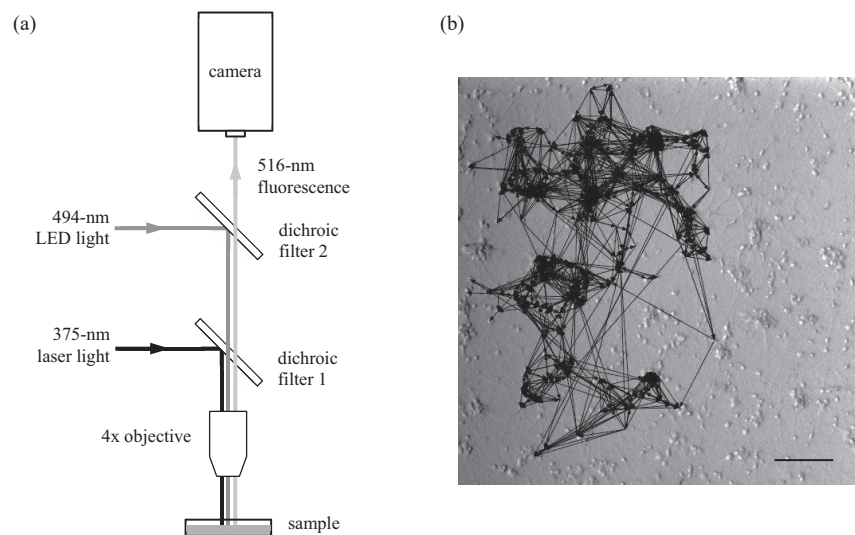 (a)
camera
516-nm
fluorescence
494-nm
LED light
dichroic
filter 2
375-nm
laser light
dichroic
filter 1
4x objective
sample
(b)